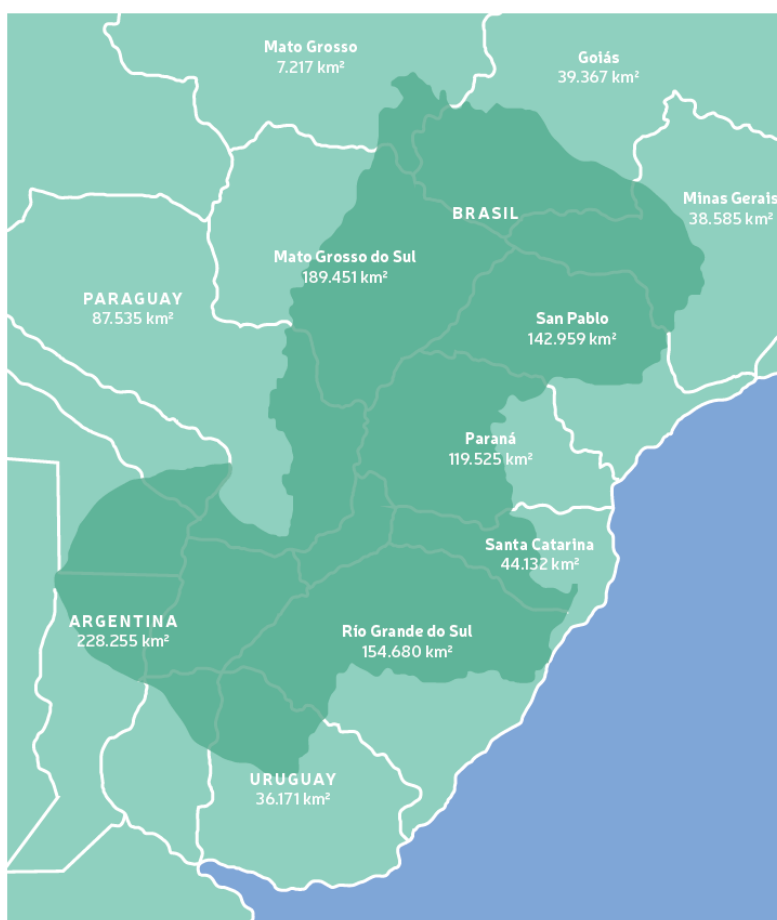 Mato Grosso
7.217 km²
Goiás
39.367 km²
BRASIL
Minas Gerais
38.585 km²
Mato Grosso do Sul
189.451 km²
PARAGUAY
87.535 km²
San Pablo
142.959 km²
Paraná
119.525 km²
Santa Catarina
44.132 km²
ARGENTINA
228.255 km²
Río Grande do Sul
154.680 km²
URUGUAY
36.171 km²